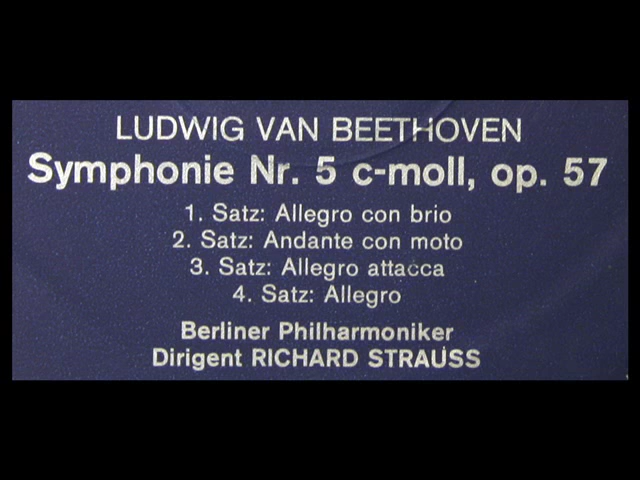 LUDWIG VAN BEETHOVEN
Symphonie Nr. 5 c-moll, op. 57
1. Satz: Allegro con brio
2. Satz: Andante con moto
3. Satz: Allegro attacca
4. Satz: Allegro
Berliner Philharmoniker
Dirigent RICHARD STRAUSS